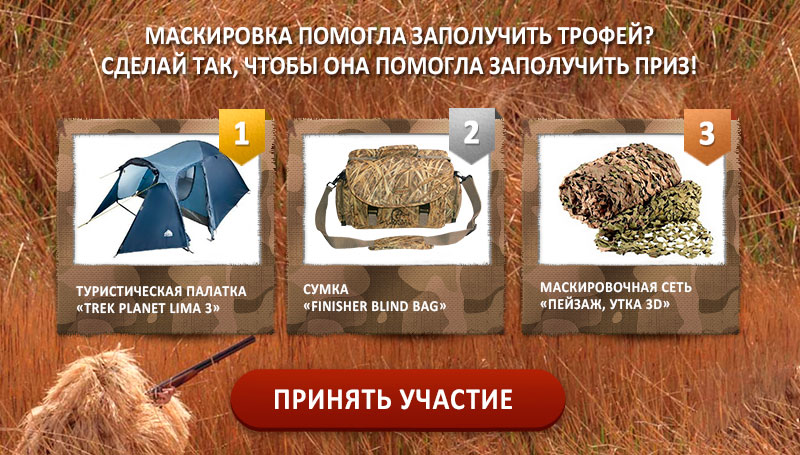 МАСКИРОВКА ПОМОГЛА ЗАПОЛУЧИТЬ ТРОФЕЙ?
СДЕЛАЙ ТАК, ЧТОБЫ ОНА ПОМОГЛА ЗАПОЛУЧИТЬ ПРИЗ!
1
2
3
ТУРИСТИЧЕСКАЯ ПАЛАТКА
«TREK PLANET LIMA 3»
СУМКА
«FINISHER BLIND BAG»
МАСКИРОВОЧНАЯ СЕТЬ
«ПЕЙЗАЖ, УТКА 3D»
ПРИНЯТЬ УЧАСТИЕ